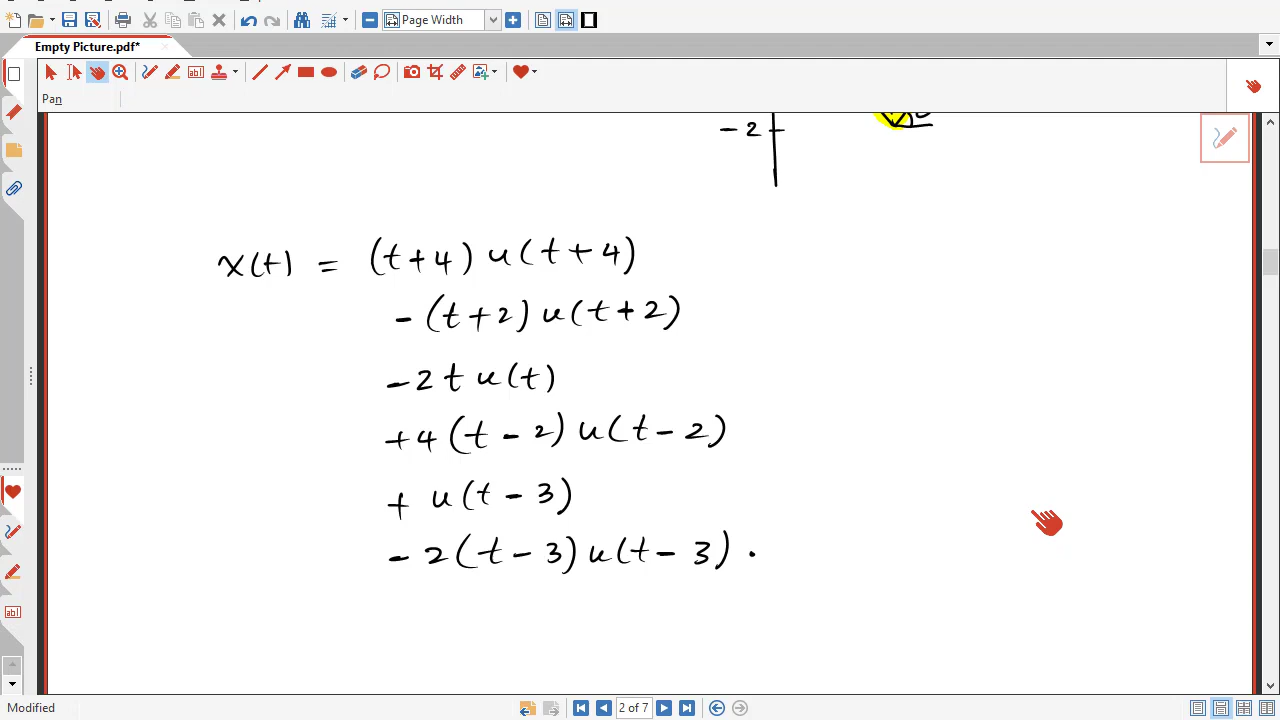 Page Width
Empty Picture.pdf*
Pan
- 2
x(t) = (t+4) u(t+4)
- (t+2) u(t+2)
-2 t u(t)
+4 (t-2) u(t-2)
+ u(t-3)
- 2(t-3) u(t-3) .
Modified
2 of 7